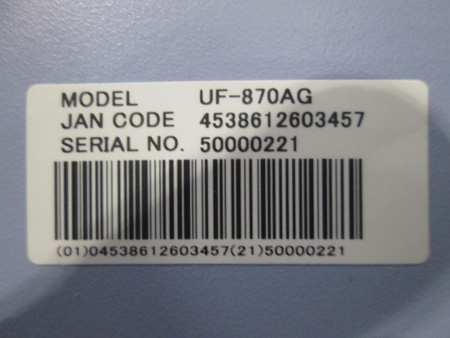 MODEL UF-870AG
JAN CODE 4538612603457
SERIAL NO. 50000221
(01)04538612603457(21)50000221